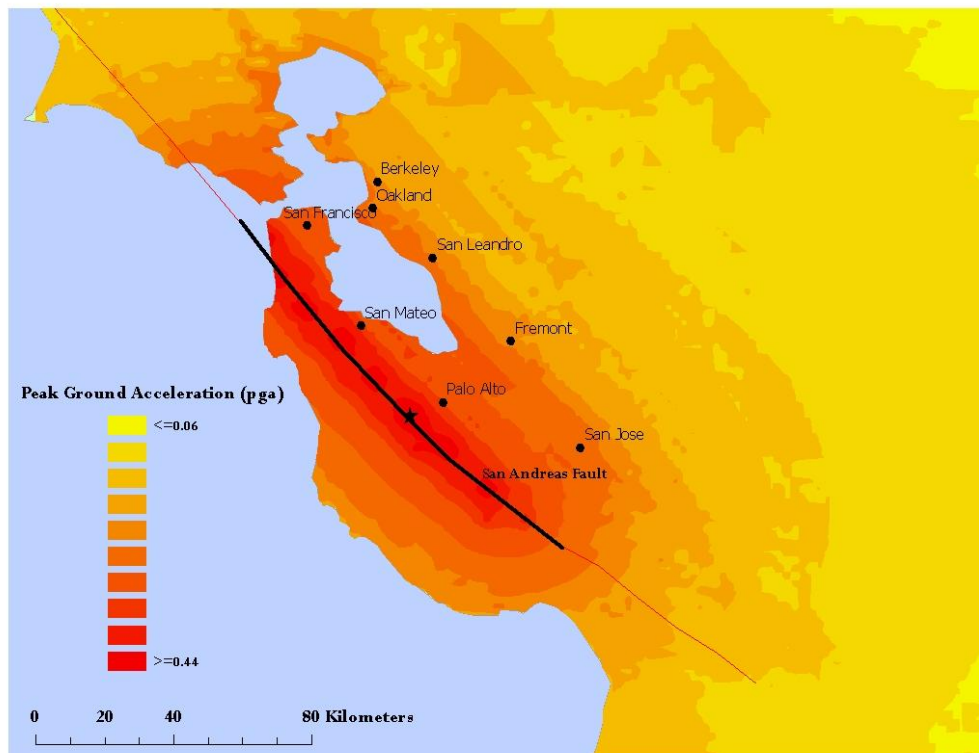 Berkeley
Oakland
San Francisco
San Leandro
San Mateo
Fremont
Peak Ground Acceleration (pga)
Palo Alto
<=0.06
San Jose
San Andreas Fault
>=0.44
0 20 40 80 Kilometers